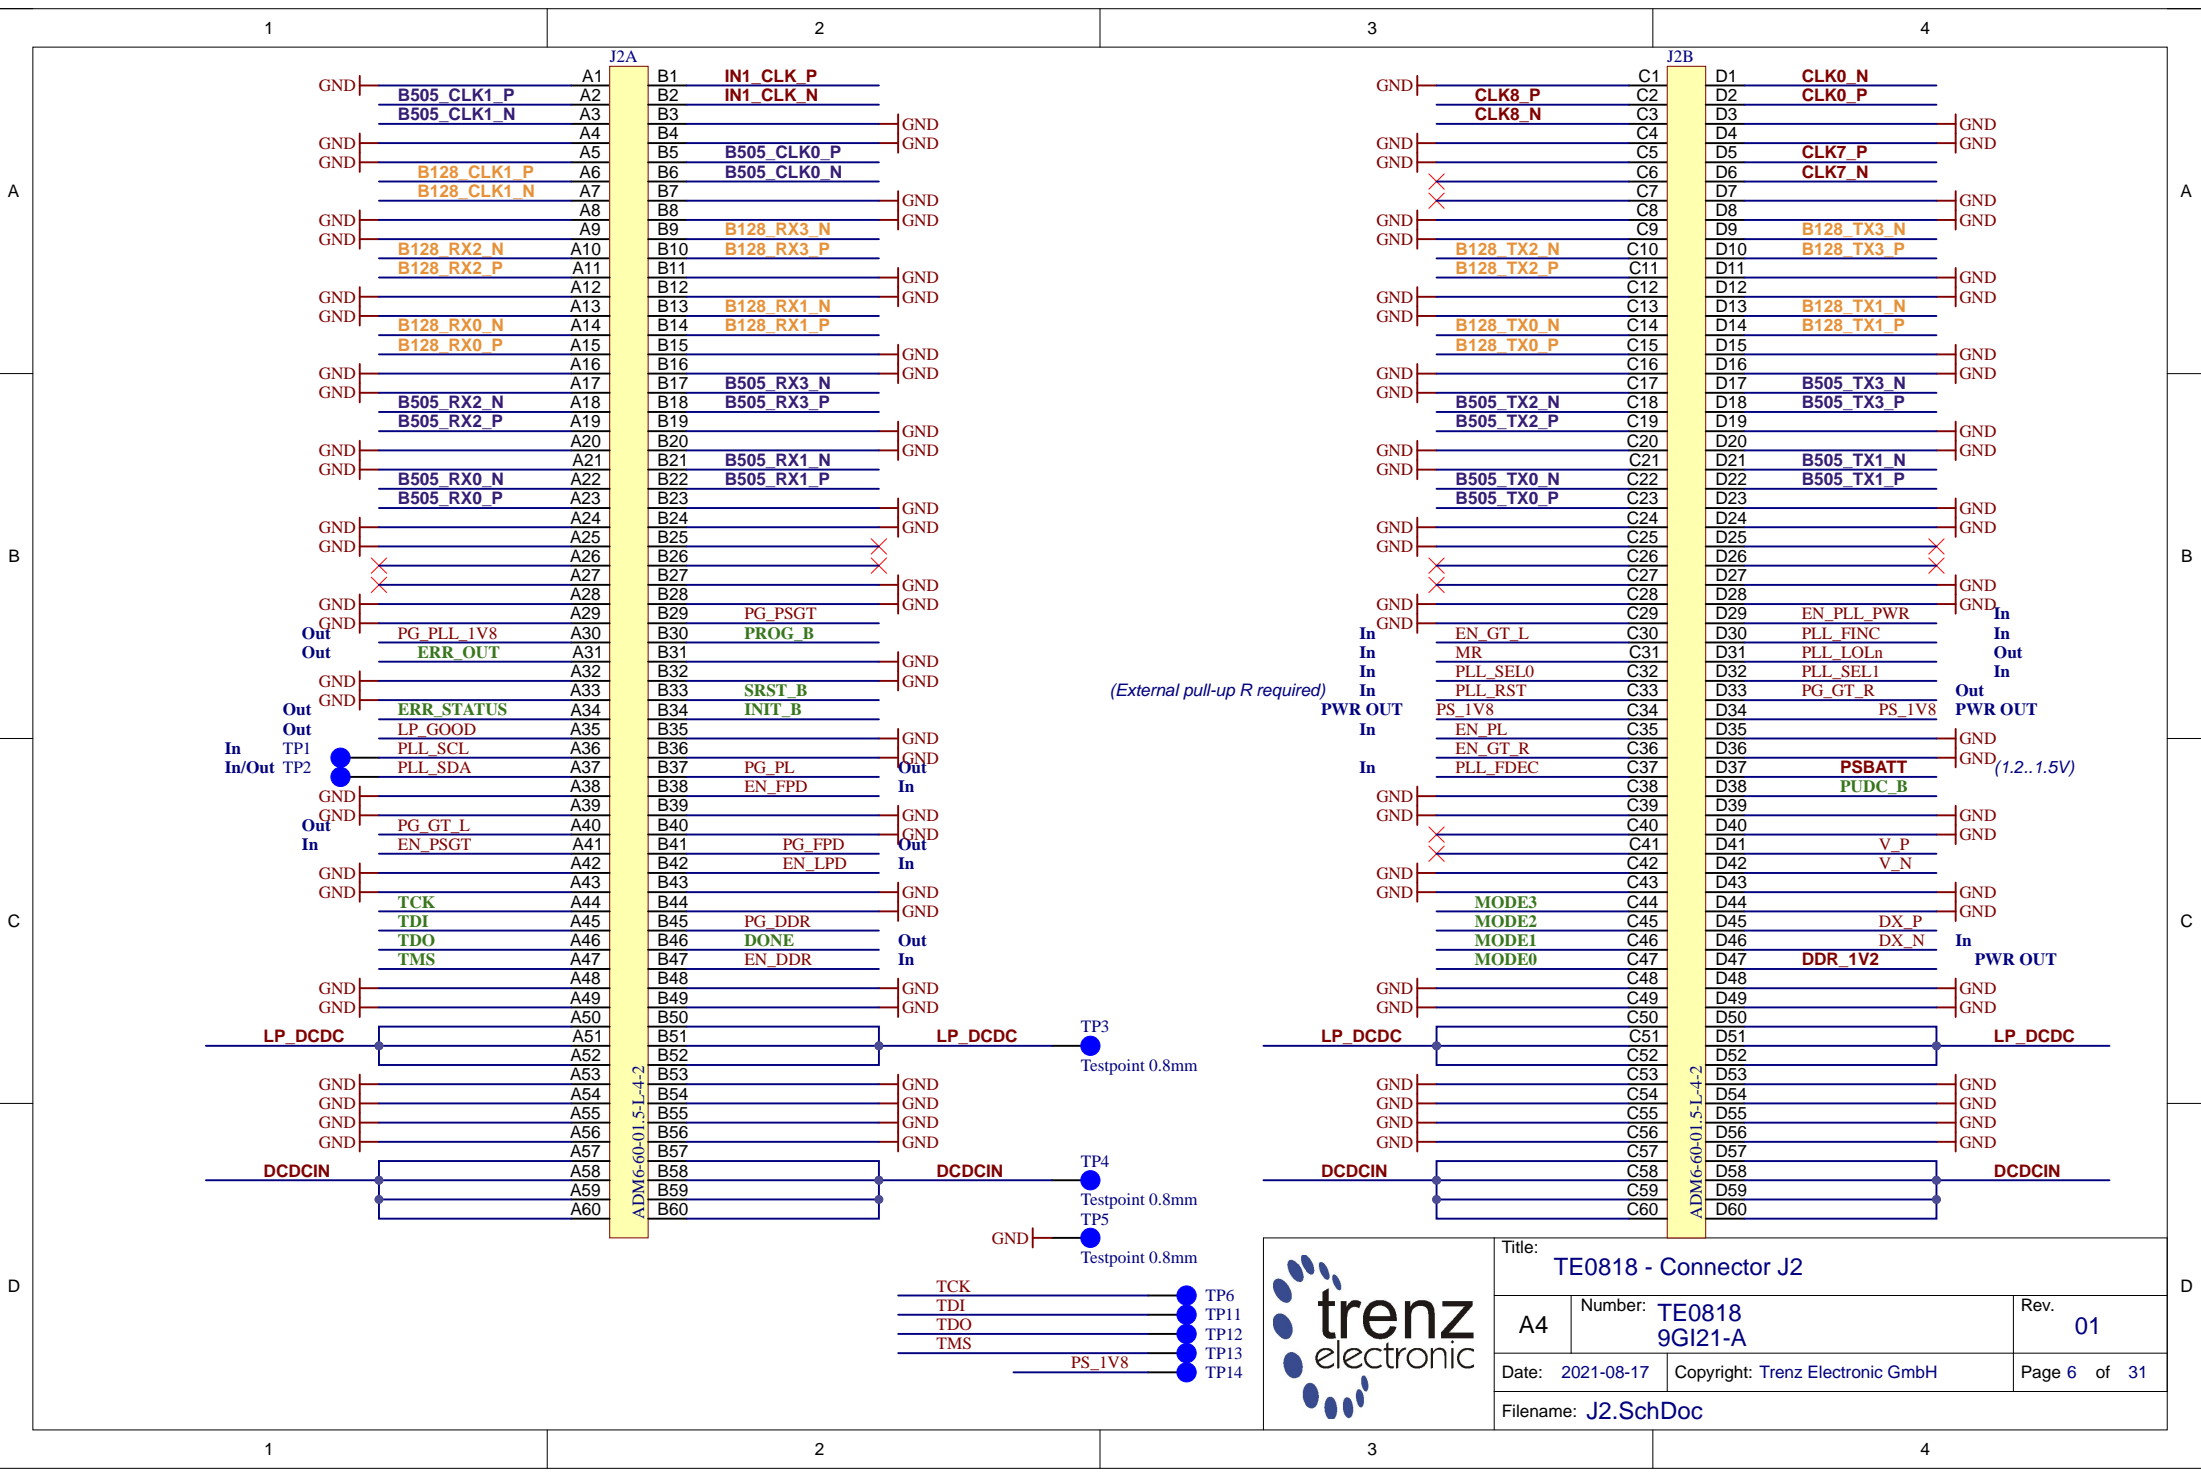 1 2 3 4
J2A J2B
GND A1 B1 IN1_CLK_P GND C1 D1 CLK0_N
B505_CLK1_P A2 B2 IN1_CLK_N CLK8_P C2 D2 CLK0_P
B505_CLK1_N A3 B3 GND CLK8_N C3 D3 GND
GND A4 B4 GND GND C4 D4 GND
GND A5 B5 B505_CLK0_P GND C5 D5 CLK7_P
B128_CLK1_P A6 B6 B505_CLK0_N C6 D6 CLK7_N
A B128_CLK1_N A7 B7 GND C7 D7 GND A
GND A8 B8 GND GND C8 D8 GND
GND A9 B9 B128_RX3_N GND C9 D9 B128_TX3_N
B128_RX2_N A10 B10 B128_RX3_P B128_TX2_N C10 D10 B128_TX3_P
B128_RX2_P A11 B11 GND B128_TX2_P C11 D11 GND
GND A12 B12 GND GND C12 D12 GND
GND A13 B13 B128_RX1_N GND C13 D13 B128_TX1_N
B128_RX0_N A14 B14 B128_RX1_P B128_TX0_N C14 D14 B128_TX1_P
B128_RX0_P A15 B15 GND B128_TX0_P C15 D15 GND
GND A16 B16 GND GND C16 D16 GND
GND A17 B17 B505_RX3_N GND C17 D17 B505_TX3_N
B505_RX2_N A18 B18 B505_RX3_P B505_TX2_N C18 D18 B505_TX3_P
B505_RX2_P A19 B19 GND B505_TX2_P C19 D19 GND
GND A20 B20 GND GND C20 D20 GND
GND A21 B21 B505_RX1_N GND C21 D21 B505_TX1_N
B505_RX0_N A22 B22 B505_RX1_P B505_TX0_N C22 D22 B505_TX1_P
B505_RX0_P A23 B23 GND B505_TX0_P C23 D23 GND
GND A24 B24 GND GND C24 D24 GND
GND A25 B25 GND C25 D25
B A26 B26 C26 D26 B
A27 B27 GND C27 D27 GND
GND A28 B28 GND GND C28 D28 GND
GND A29 B29 PG_PSGT GND C29 D29 EN_PLL_PWR In
Out PG_PLL_1V8 A30 B30 PROG_B In EN_GT_L C30 D30 PLL_FINC In
Out ERR_OUT A31 B31 GND In MR C31 D31 PLL_LOLn Out
GND A32 B32 GND In PLL_SEL0 C32 D32 PLL_SEL1 In
GND A33 B33 SRST_B (External pull-up R required) In PLL_RST C33 D33 PG_GT_R Out
Out ERR_STATUS A34 B34 INIT_B PWR OUT PS_1V8 C34 D34 PS_1V8 PWR OUT
Out LP_GOOD A35 B35 GND In EN_PL C35 D35 GND
In TP1 PLL_SCL A36 B36 GND EN_GT_R C36 D36 GND
In/Out TP2 PLL_SDA A37 B37 PG_PL Out In PLL_FDEC C37 D37 PSBATT (1.2..1.5V)
GND A38 B38 EN_FPD In GND C38 D38 PUDC_B
GND A39 B39 GND GND C39 D39 GND
Out PG_GT_L A40 B40 GND C40 D40 GND
In EN_PSGT A41 B41 PG_FPD Out C41 D41 V_P
GND A42 B42 EN_LPD In GND C42 D42 V_N
GND A43 B43 GND GND C43 D43 GND
TCK A44 B44 GND MODE3 C44 D44 GND
C TDI A45 B45 PG_DDR MODE2 C45 D45 DX_P C
TDO A46 B46 DONE Out MODE1 C46 D46 DX_N In
TMS A47 B47 EN_DDR In MODE0 C47 D47 DDR_1V2 PWR OUT
GND A48 B48 GND GND C48 D48 GND
GND A49 B49 GND GND C49 D49 GND
A50 B50 TP3 C50 D50
LP_DCDC A51 B51 LP_DCDC LP_DCDC C51 D51 LP_DCDC
A52 B52 Testpoint 0.8mm C52 D52
GND A53 B53 GND GND C53 D53 GND
GND A54 B54 GND GND C54 D54 GND
GND A55 B55 GND GND C55 D55 GND
GND A56 B56 GND GND C56 D56 GND
A57 B57 TP4 C57 D57
DCDCIN A58 B58 DCDCIN DCDCIN C58 D58 DCDCIN
A59 B59 Testpoint 0.8mm C59 D59
A60 B60 TP5 C60 D60
ADM6-60-01.5-L-4-2 ADM6-60-01.5-L-4-2
GND
Testpoint 0.8mm
D D
TCK TP6
TDI TP11
TDO TP12
TMS TP13
PS_1V8 TP14
trenz
electronic
Title:
TE0818 - Connector J2
A4 Number: TE0818
9GI21-A
Rev.
01
Date: 2021-08-17 Copyright: Trenz Electronic GmbH Page 6 of 31
Filename: J2.SchDoc
1 2 3 4